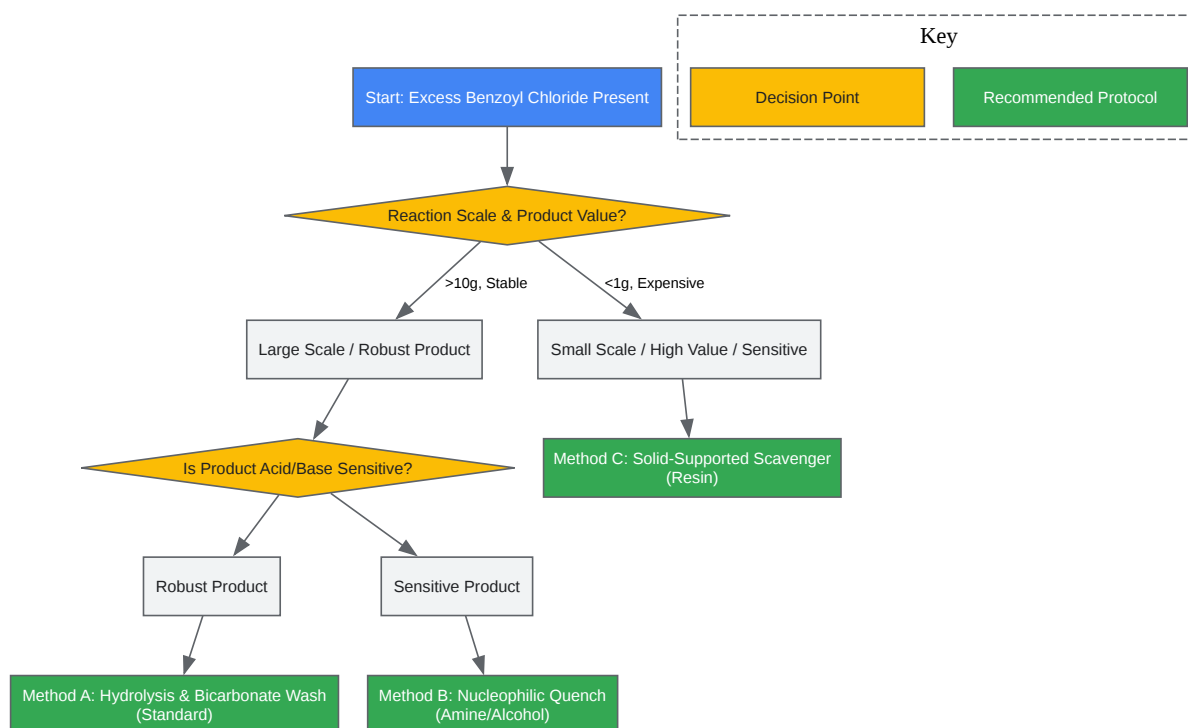 Key
Start: Excess Benzoyl Chloride Present
Decision Point
Recommended Protocol
Reaction Scale & Product Value?
>10g, Stable
<1g, Expensive
Large Scale / Robust Product
Small Scale / High Value / Sensitive
Is Product Acid/Base Sensitive?
Method C: Solid-Supported Scavenger
(Resin)
Robust Product
Sensitive Product
Method A: Hydrolysis & Bicarbonate Wash
(Standard)
Method B: Nucleophilic Quench
(Amine/Alcohol)